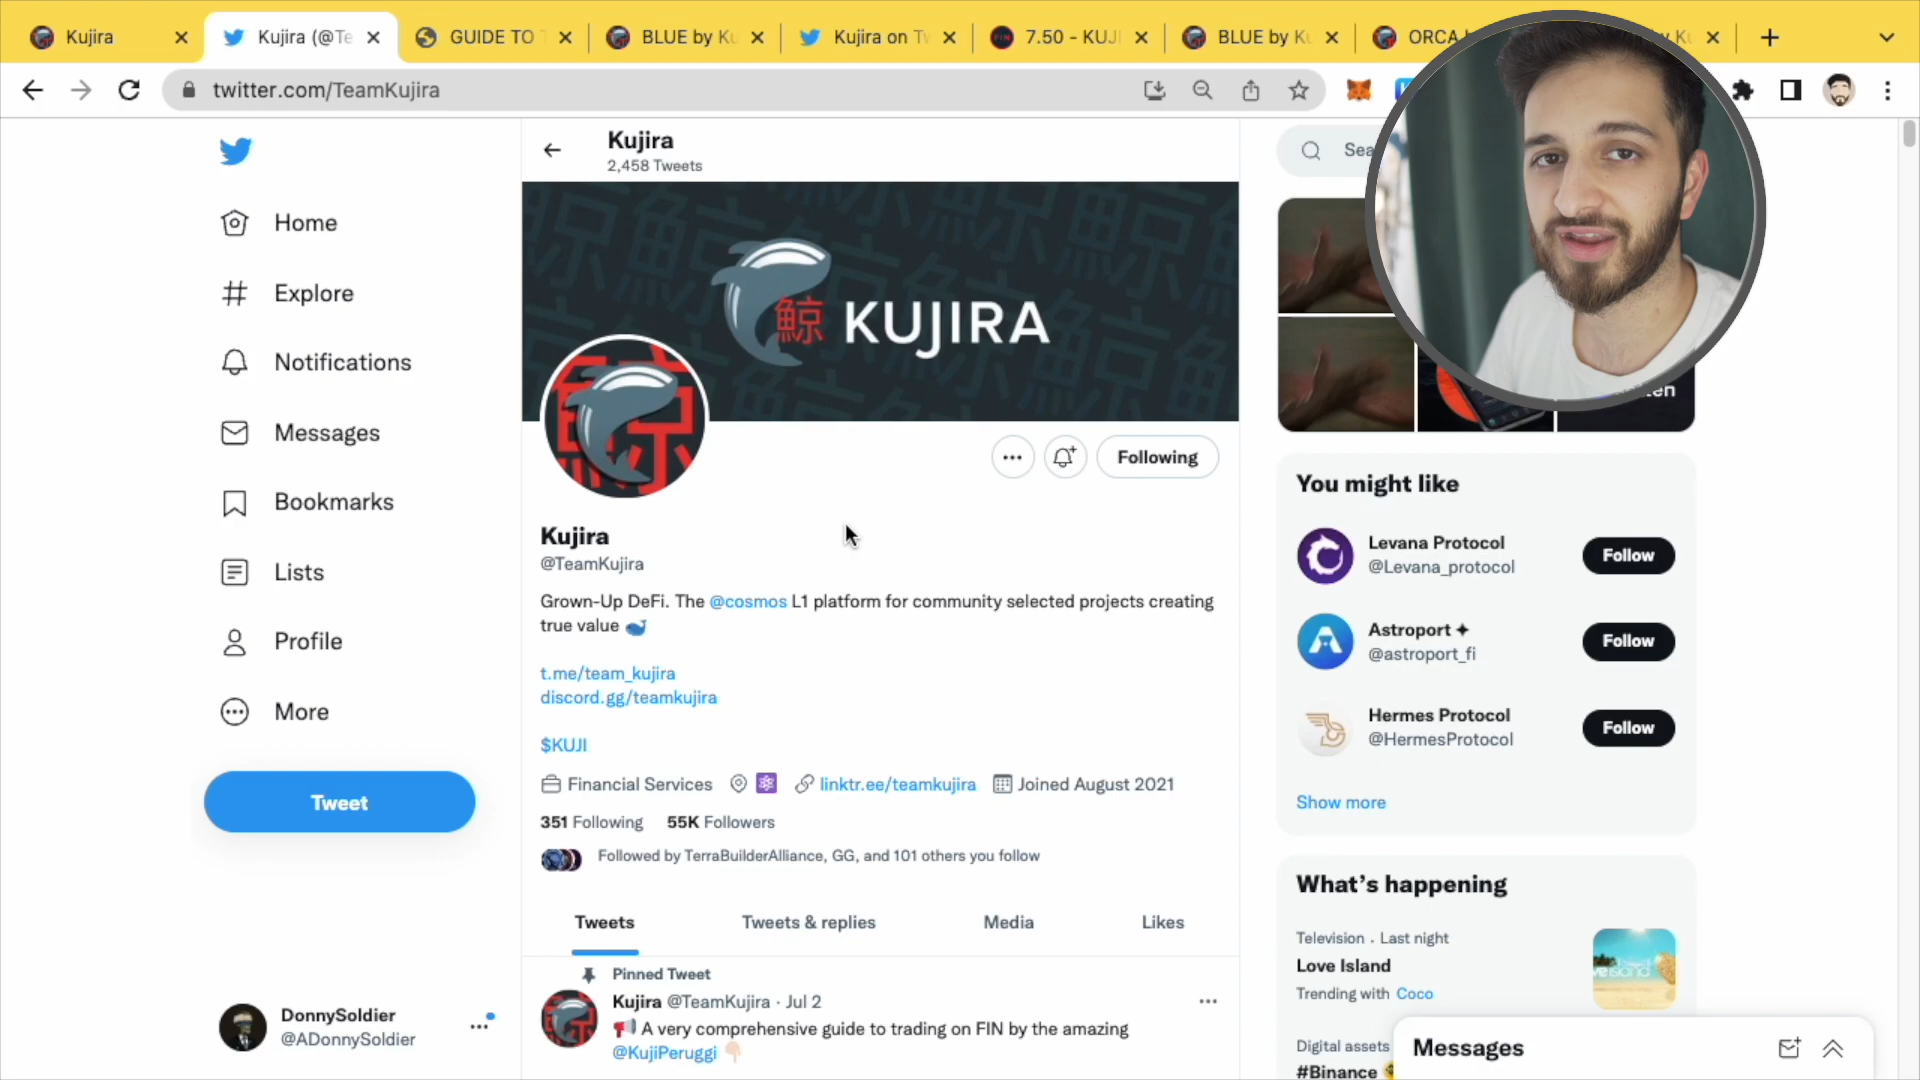 Kujira
Kujira (@Te
GUIDE TO
BLUE by Ku
Kujira on Tw
FIN
7.50 - KUJI
BLUE by Ku
ORCA
y Ku
twitter.com/TeamKujira
Kujira
2,458 Tweets
Sea
Home
Explore
Notifications
Messages
Bookmarks
Lists
Profile
More
Tweet
DonnySoldier
@ADonnySoldier
鯨 KUJIRA
鯨
Following
Kujira
@TeamKujira
Grown-Up DeFi. The @cosmos L1 platform for community selected projects creating
true value 🐋
t.me/team_kujira
discord.gg/teamkujira
$KUJI
Financial Services ⚛ linktr.ee/teamkujira Joined August 2021
351 Following 55K Followers
Followed by TerraBuilderAlliance, GG, and 101 others you follow
Tweets Tweets & replies Media Likes
Pinned Tweet
Kujira @TeamKujira · Jul 2
📢 A very comprehensive guide to trading on FIN by the amazing
@KujiPeruggi 👇🏻
You might like
Levana Protocol
@Levana_protocol
Follow
Astroport ✦
@astroport_fi
Follow
Hermes Protocol
@HermesProtocol
Follow
Show more
What's happening
Television . Last night
Love Island
Trending with Coco
Digital assets
#Binance
Messages